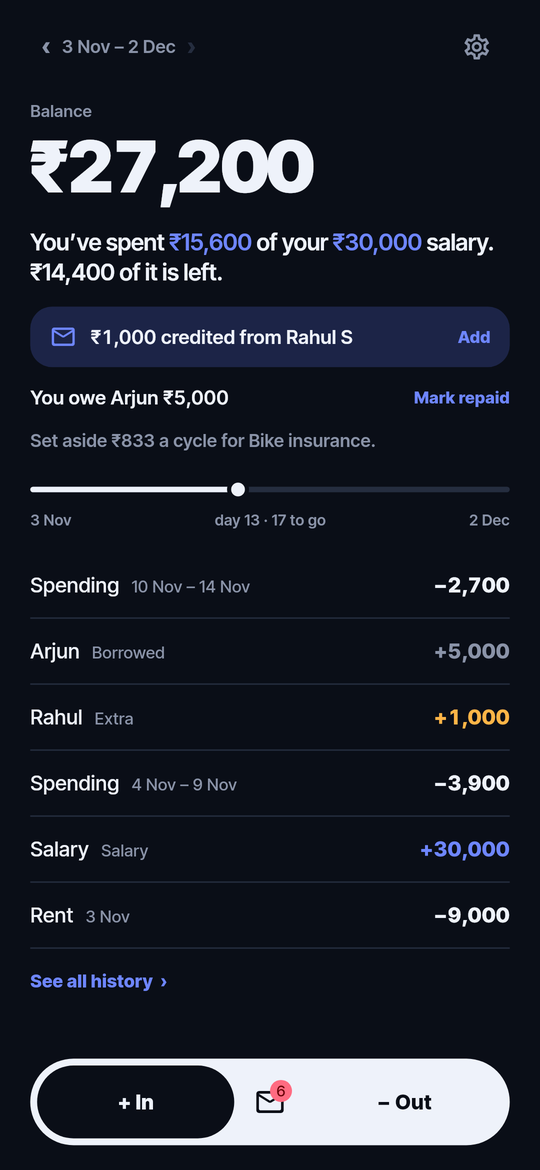 ‹ 3 Nov – 2 Dec ›
Balance
₹27,200
You’ve spent ₹15,600 of your ₹30,000 salary.
₹14,400 of it is left.
₹1,000 credited from Rahul S Add
You owe Arjun ₹5,000 Mark repaid
Set aside ₹833 a cycle for Bike insurance.
3 Nov day 13 · 17 to go 2 Dec
Spending 10 Nov – 14 Nov −2,700
Arjun Borrowed +5,000
Rahul Extra +1,000
Spending 4 Nov – 9 Nov −3,900
Salary Salary +30,000
Rent 3 Nov −9,000
See all history ›
+ In 6 − Out